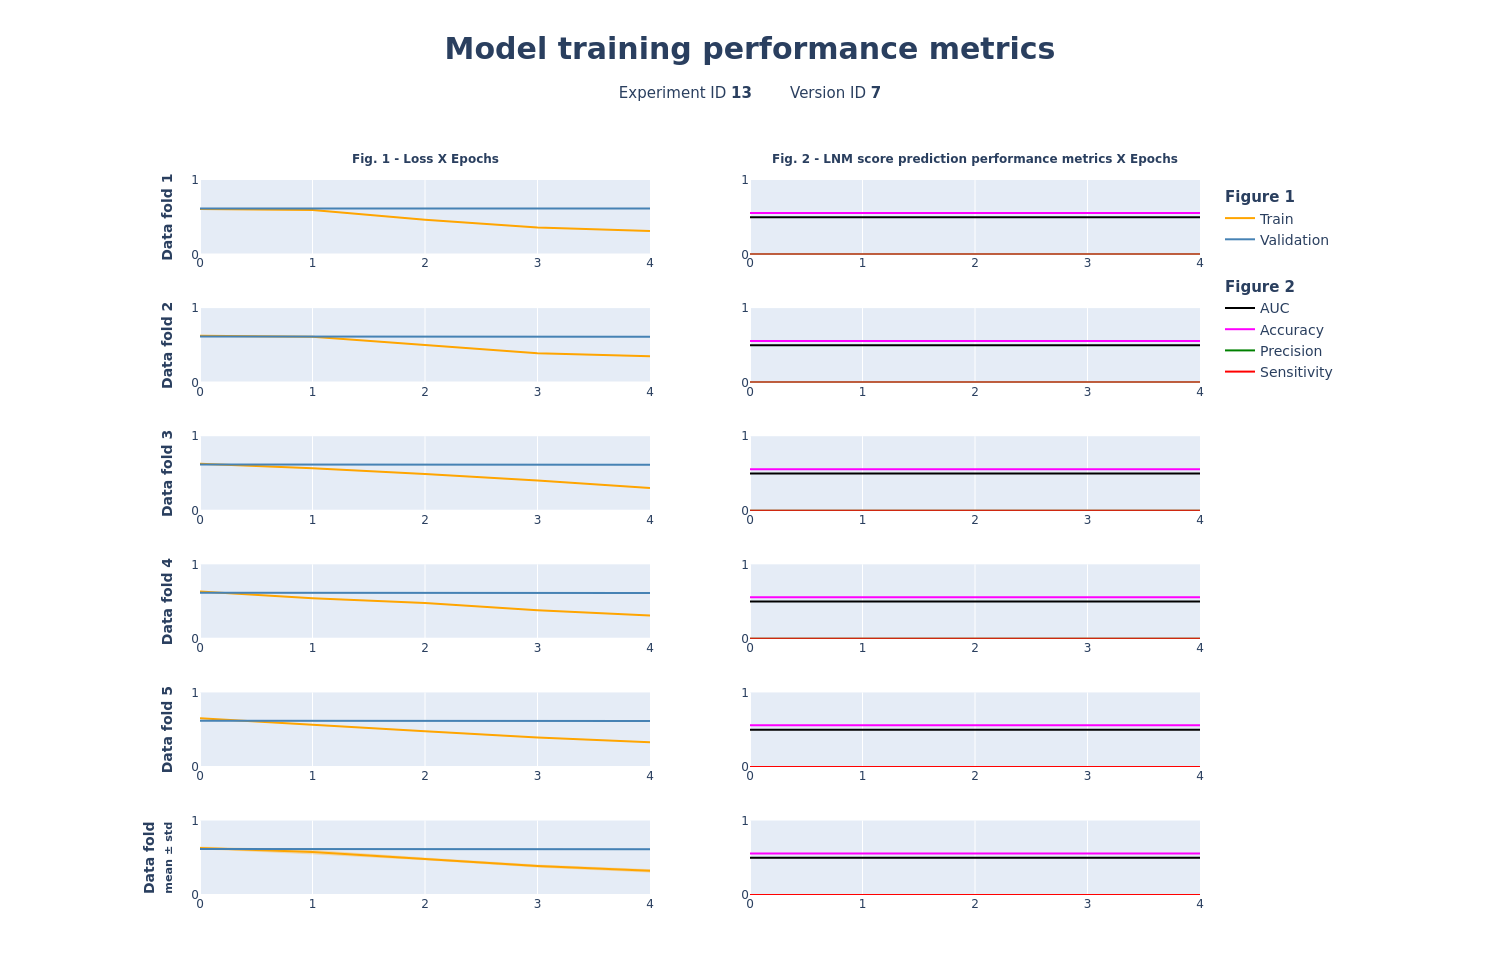 Model training performance metrics
Experiment ID 13 Version ID 7
Fig. 1 - Loss X Epochs
Fig. 2 - LNM score prediction performance metrics X Epochs
Data fold 1
1
0
0 1 2 3 4
1
0
0 1 2 3 4
Figure 1
Train
Validation
Figure 2
AUC
Accuracy
Precision
Sensitivity
Data fold 2
1
0
0 1 2 3 4
1
0
0 1 2 3 4
Data fold 3
1
0
0 1 2 3 4
1
0
0 1 2 3 4
Data fold 4
1
0
0 1 2 3 4
1
0
0 1 2 3 4
Data fold 5
1
0
0 1 2 3 4
1
0
0 1 2 3 4
Data fold
mean ± std
1
0
0 1 2 3 4
1
0
0 1 2 3 4